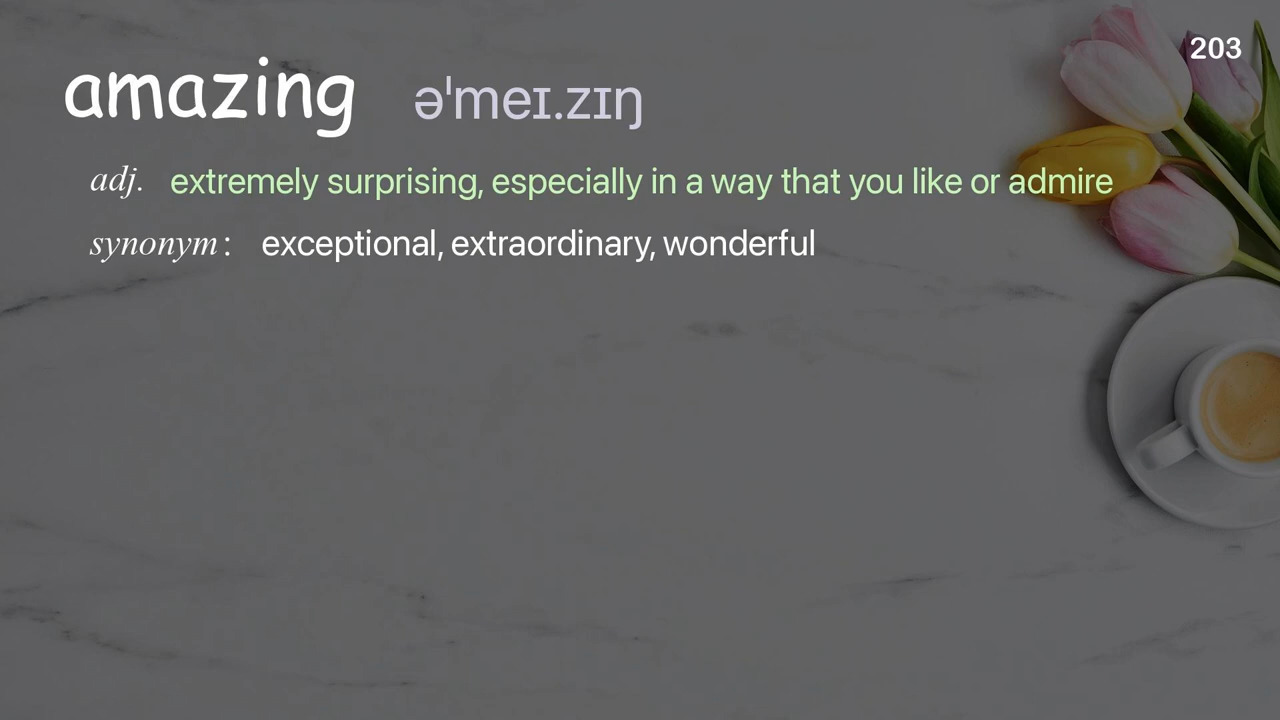 203
amazing əˈmeɪ.zɪŋ
adj. extremely surprising, especially in a way that you like or admire
synonym: exceptional, extraordinary, wonderful